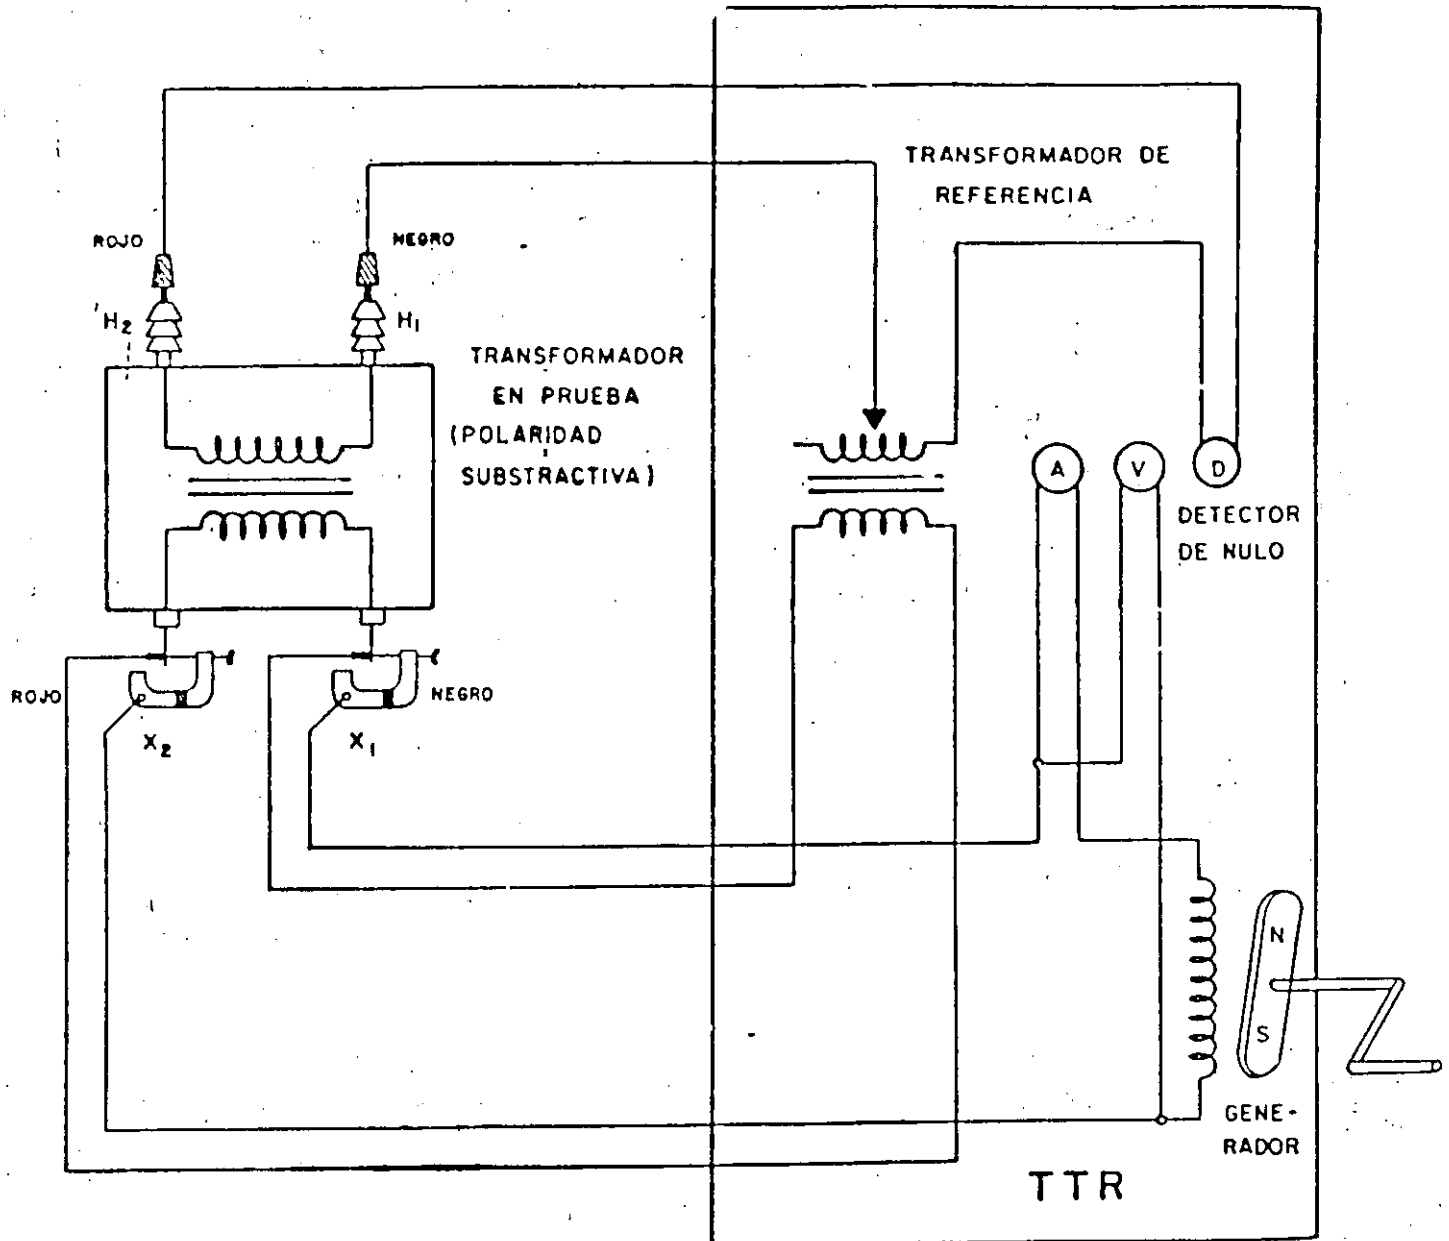 TRANSFORMADOR DE
REFERENCIA
ROJO
NEGRO
H2
H1
TRANSFORMADOR
EN PRUEBA
(POLARIDAD
SUBSTRACTIVA)
A
V
D
DETECTOR
DE NULO
ROJO
NEGRO
X2
X1
N
S
GENE-
RADOR
TTR